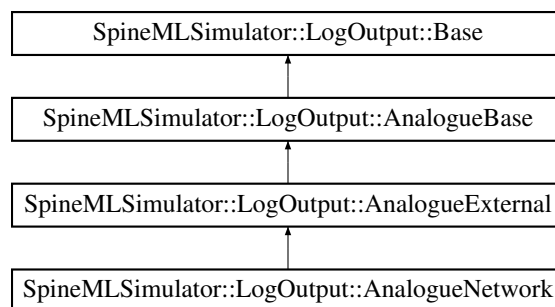 SpineMLSimulator::LogOutput::Base
SpineMLSimulator::LogOutput::AnalogueBase
SpineMLSimulator::LogOutput::AnalogueExternal
SpineMLSimulator::LogOutput::AnalogueNetwork